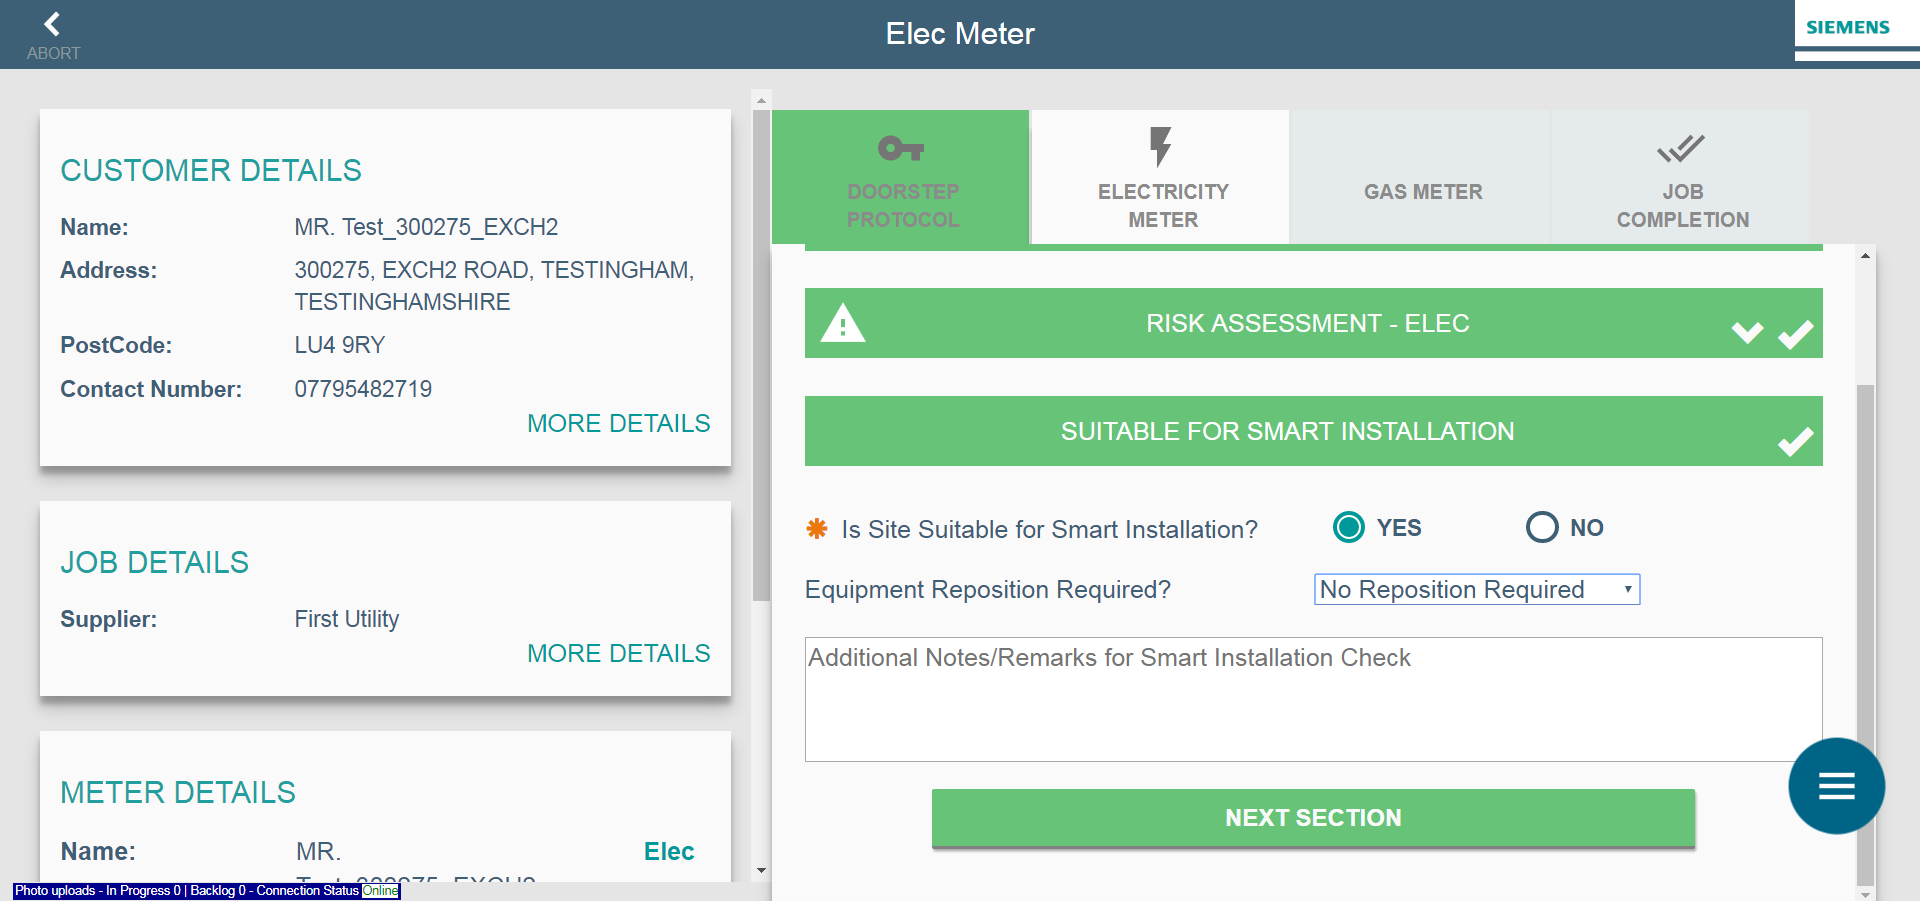 ABORT
Elec Meter
SIEMENS
CUSTOMER DETAILS
Name: MR. Test_300275_EXCH2
Address: 300275, EXCH2 ROAD, TESTINGHAM,
TESTINGHAMSHIRE
PostCode: LU4 9RY
Contact Number: 07795482719
MORE DETAILS
JOB DETAILS
Supplier: First Utility
MORE DETAILS
METER DETAILS
Name: MR. Elec
Test_300275_EXCH2
Photo uploads - In Progress 0 | Backlog 0 - Connection Status Online
DOORSTEP
PROTOCOL
ELECTRICITY
METER
GAS METER
JOB
COMPLETION
RISK ASSESSMENT - ELEC
SUITABLE FOR SMART INSTALLATION
Is Site Suitable for Smart Installation? YES NO
Equipment Reposition Required? No Reposition Required
Additional Notes/Remarks for Smart Installation Check
NEXT SECTION